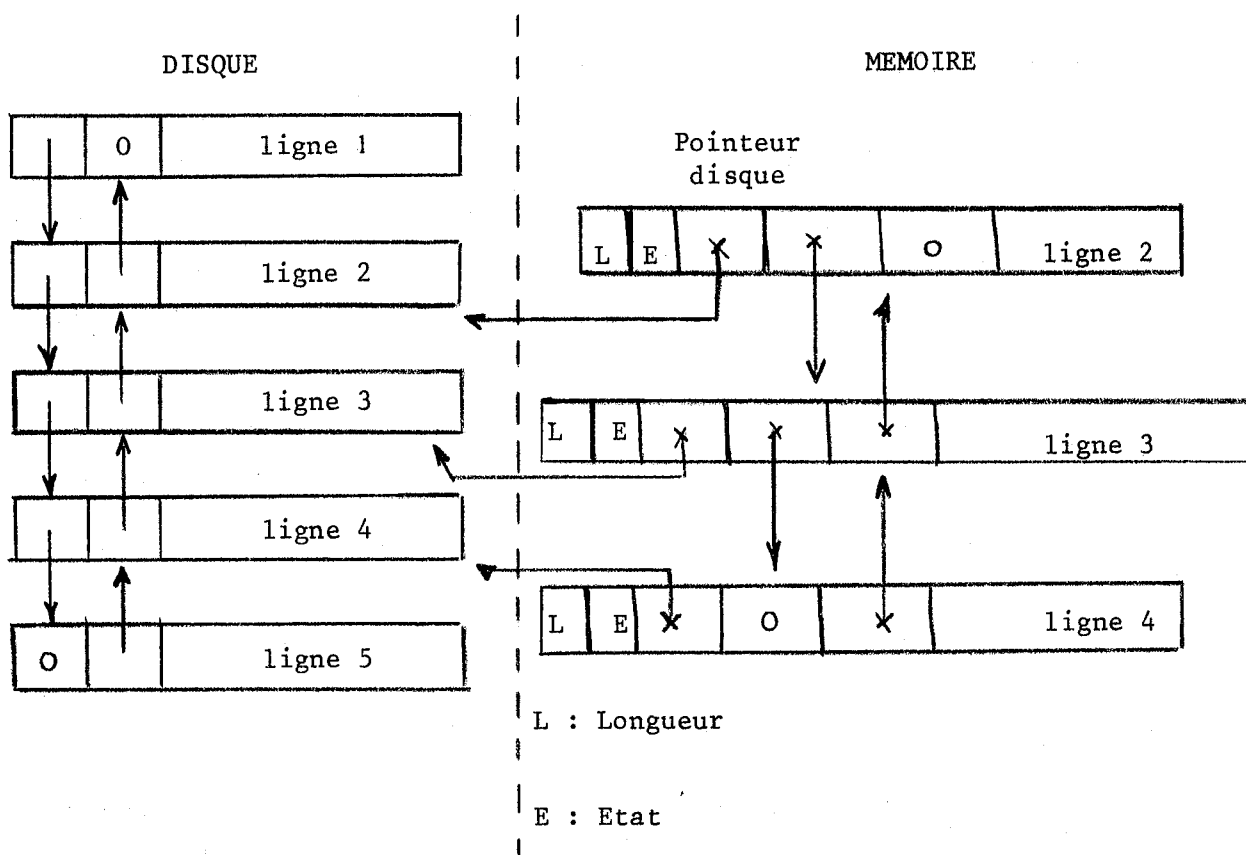 DISQUE
MEMOIRE
O ligne 1
ligne 2
ligne 3
ligne 4
O ligne 5
Pointeur
disque
L E O ligne 2
L E ligne 3
L E O ligne 4
L : Longueur
E : Etat